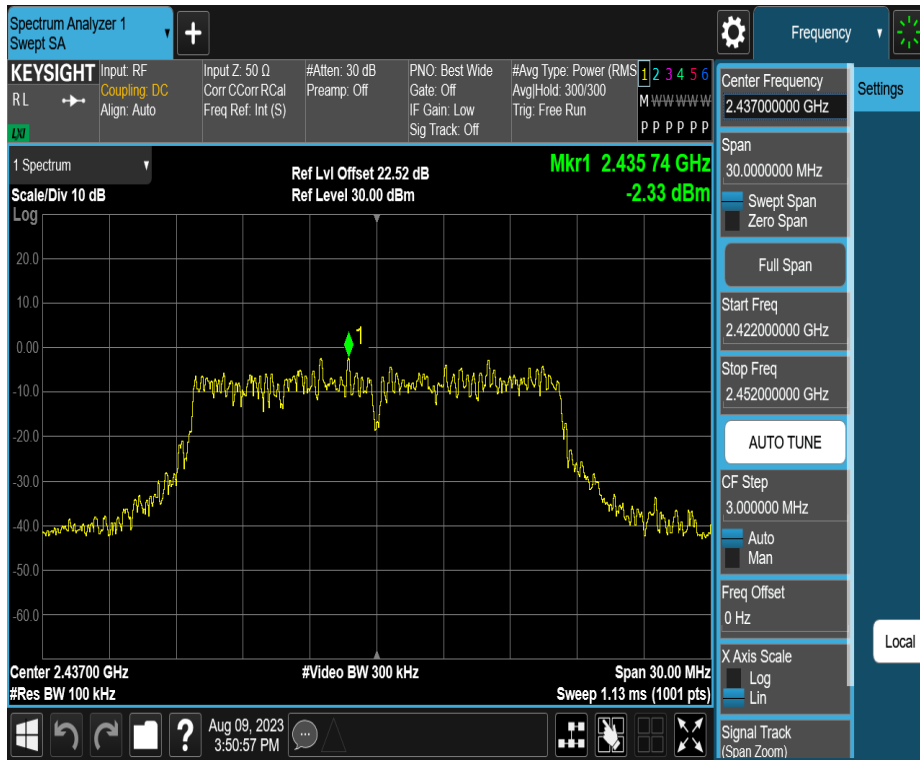 Spectrum Analyzer 1
Swept SA
+
Frequency
KEYSIGHT
R L
LXI
Input: RF
Coupling: DC
Align: Auto
Input Z: 50 Ω
Corr CCorr RCal
Freq Ref: Int (S)
#Atten: 30 dB
Preamp: Off
PNO: Best Wide
Gate: Off
IF Gain: Low
Sig Track: Off
#Avg Type: Power (RMS
Avg|Hold: 300/300
Trig: Free Run
1 2 3 4 5 6
M W W W W W
P P P P P P
1 Spectrum
Scale/Div 10 dB
Log
Ref Lvl Offset 22.52 dB
Ref Level 30.00 dBm
Mkr1 2.435 74 GHz
-2.33 dBm
20.0
10.0
0.00
-10.0
-20.0
-30.0
-40.0
-50.0
-60.0
1
Center 2.43700 GHz
#Res BW 100 kHz
#Video BW 300 kHz
Span 30.00 MHz
Sweep 1.13 ms (1001 pts)
Center Frequency
2.437000000 GHz
Span
30.0000000 MHz
Swept Span
Zero Span
Full Span
Start Freq
2.422000000 GHz
Stop Freq
2.452000000 GHz
AUTO TUNE
CF Step
3.000000 MHz
Auto
Man
Freq Offset
0 Hz
X Axis Scale
Log
Lin
Signal Track
(Span Zoom)
Settings
Local
?
Aug 09, 2023
3:50:57 PM